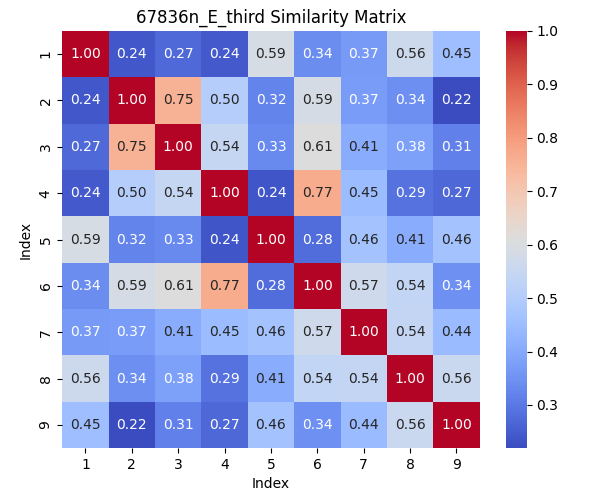 67836n_E_third Similarity Matrix
1 1.00 0.24 0.27 0.24 0.59 0.34 0.37 0.56 0.45
2 0.24 1.00 0.75 0.50 0.32 0.59 0.37 0.34 0.22
3 0.27 0.75 1.00 0.54 0.33 0.61 0.41 0.38 0.31
4 0.24 0.50 0.54 1.00 0.24 0.77 0.45 0.29 0.27
5 0.59 0.32 0.33 0.24 1.00 0.28 0.46 0.41 0.46
6 0.34 0.59 0.61 0.77 0.28 1.00 0.57 0.54 0.34
7 0.37 0.37 0.41 0.45 0.46 0.57 1.00 0.54 0.44
8 0.56 0.34 0.38 0.29 0.41 0.54 0.54 1.00 0.56
9 0.45 0.22 0.31 0.27 0.46 0.34 0.44 0.56 1.00
1 2 3 4 5 6 7 8 9
Index
Index
1.0
0.9
0.8
0.7
0.6
0.5
0.4
0.3